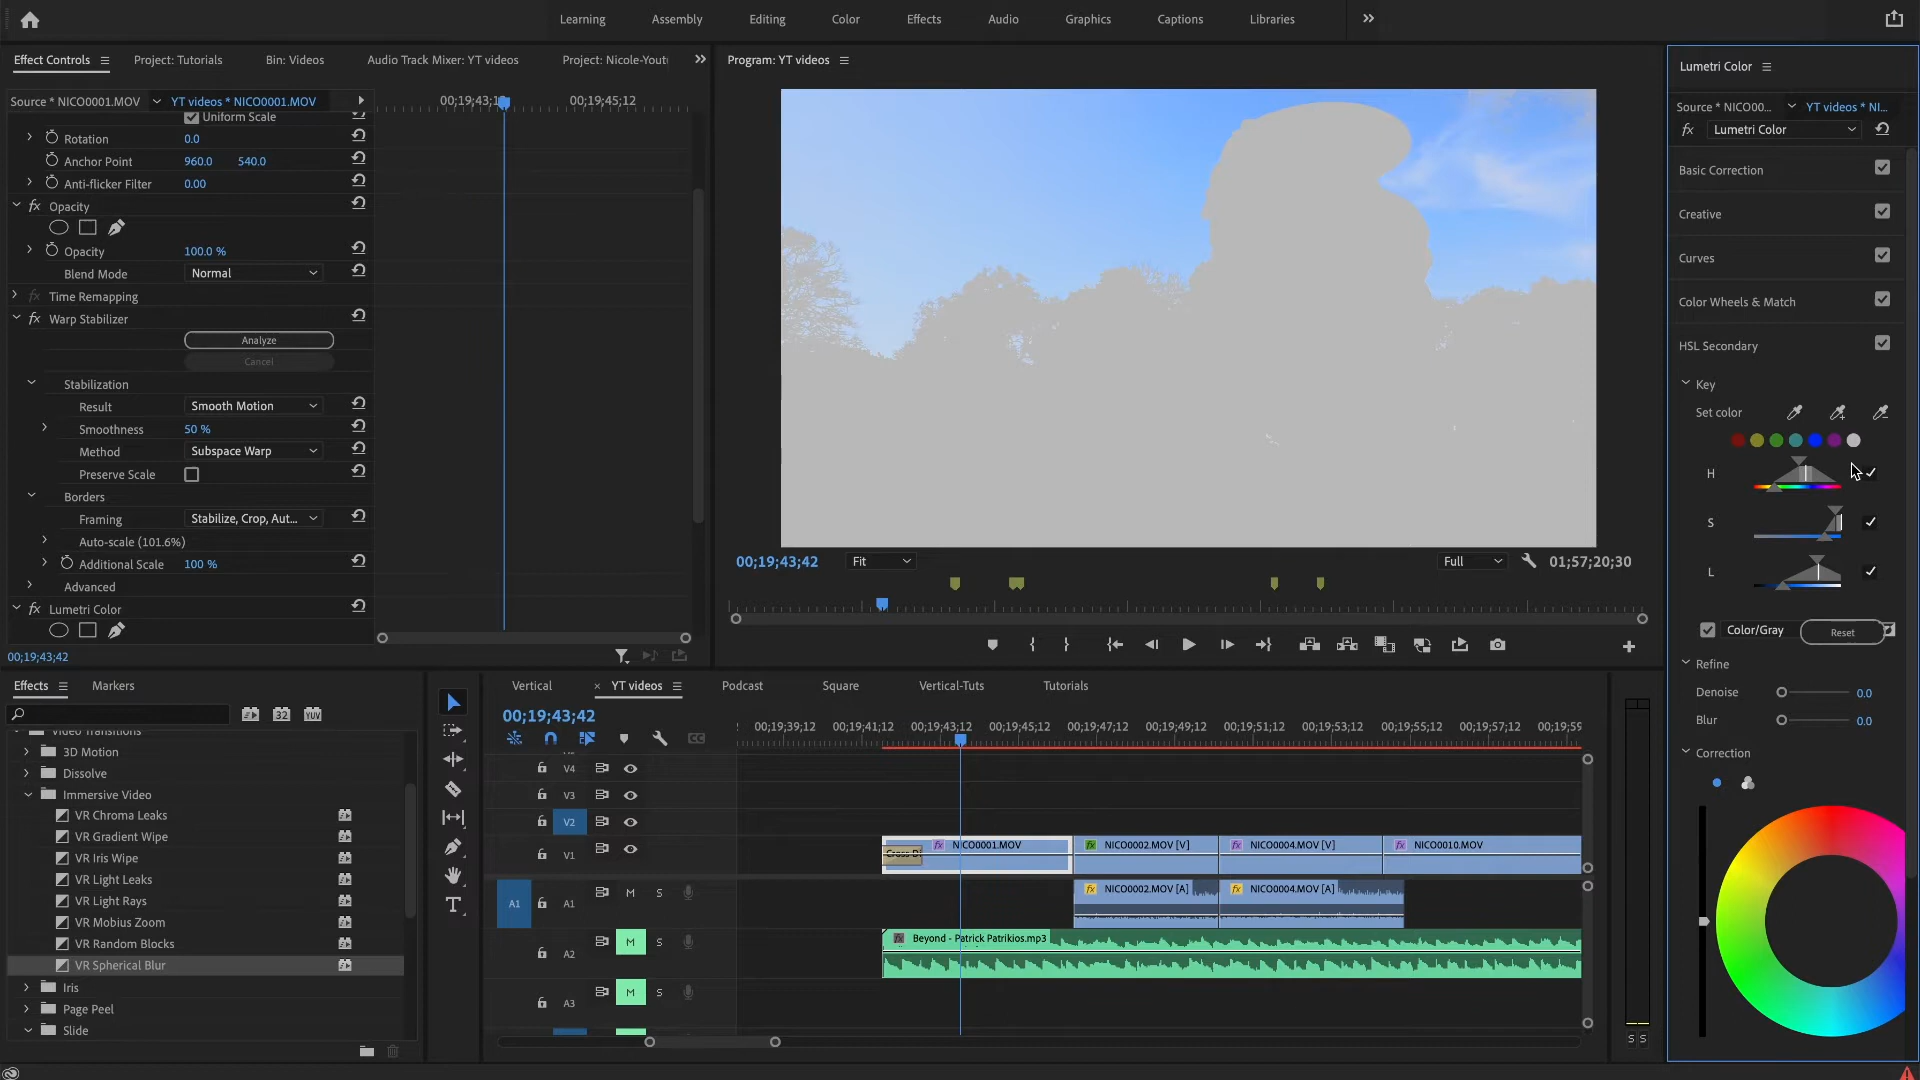 Learning
Assembly
Editing
Color
Effects
Audio
Graphics
Captions
Libraries
Effect Controls
Project: Tutorials
Bin: Videos
Audio Track Mixer: YT videos
Project: Nicole-Yout
Program: YT videos
Lumetri Color
Source * NICO0001.MOV
YT videos * NICO0001.MOV
00;19;45;12
Uniform Scale
Rotation 0.0
Anchor Point 960.0 540.0
Anti-flicker Filter 0.00
fx Opacity
Opacity 100.0 %
Blend Mode Normal
fx Time Remapping
fx Warp Stabilizer
Analyze
Cancel
Stabilization
Result Smooth Motion
Smoothness 50 %
Method Subspace Warp
Preserve Scale
Borders
Framing Stabilize, Crop, Aut...
Auto-scale (101.6%)
Additional Scale 100 %
Advanced
fx Lumetri Color
00;19;43;42
00;19;43;42
Fit
Full
01;57;20;30
Source * NICO00...
YT videos * NI...
fx Lumetri Color
Basic Correction
Creative
Curves
Color Wheels & Match
HSL Secondary
Key
Set color
H
S
L
Color/Gray
Reset
Refine
Denoise 0.0
Blur 0.0
Correction
Effects
Markers
32
YUV
Video Transitions
3D Motion
Dissolve
Immersive Video
VR Chroma Leaks
VR Gradient Wipe
VR Iris Wipe
VR Light Leaks
VR Light Rays
VR Mobius Zoom
VR Random Blocks
VR Spherical Blur
Iris
Page Peel
Slide
Vertical
× YT videos
Podcast
Square
Vertical-Tuts
Tutorials
00;19;43;42
CC
00;19;39;12
00;19;41;12
00;19;43;12
00;19;45;12
00;19;47;12
00;19;49;12
00;19;51;12
00;19;53;12
00;19;55;12
00;19;57;12
00;19;59
V4
V3
V2
V1
fx NICO0001.MOV
fx NICO0002.MOV [V]
fx NICO0004.MOV [V]
fx NICO0010.MOV
A1 A1 M S
fx NICO0002.MOV [A]
fx NICO0004.MOV [A]
A2 M S
fx Beyond - Patrick Patrikios.mp3
A3 M S
S S